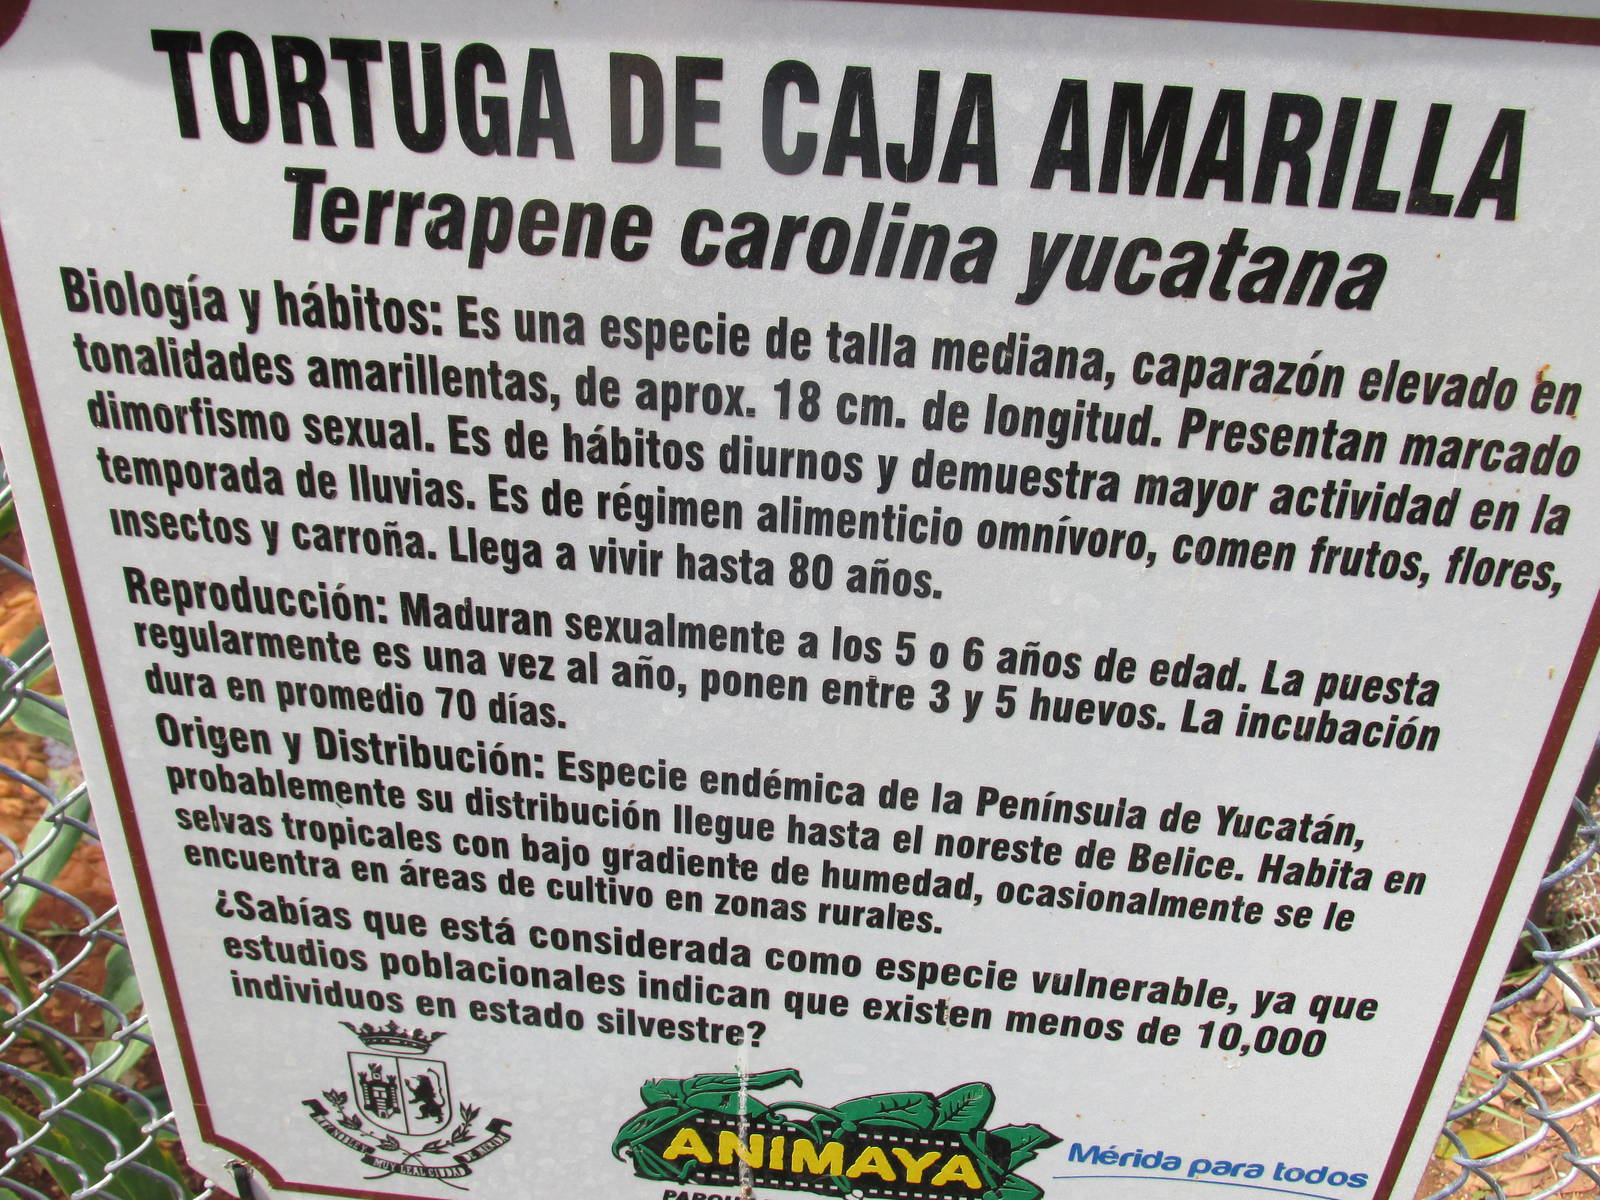 TORTUGA DE CAJA AMARILLA
Terrapene carolina yucatana
Biología y hábitos: Es una especie de talla mediana, caparazón elevado en
tonalidades amarillentas, de aprox. 18 cm. de longitud. Presentan marcado
dimorfismo sexual. Es de hábitos diurnos y demuestra mayor actividad en la
temporada de lluvias. Es de régimen alimenticio omnívoro, comen frutos, flores,
insectos y carroña. Llega a vivir hasta 80 años.
Reproducción: Maduran sexualmente a los 5 o 6 años de edad. La puesta
regularmente es una vez al año, ponen entre 3 y 5 huevos. La incubación
dura en promedio 70 días.
Origen y Distribución: Especie endémica de la Península de Yucatán,
probablemente su distribución llegue hasta el noreste de Belice. Habita en
selvas tropicales con bajo gradiente de humedad, ocasionalmente se le
encuentra en áreas de cultivo en zonas rurales.
¿Sabías que está considerada como especie vulnerable, ya que
estudios poblacionales indican que existen menos de 10,000
individuos en estado silvestre?
MUY REAL CIUDAD DE MERIDA
ANIMAYA
Mérida para todos